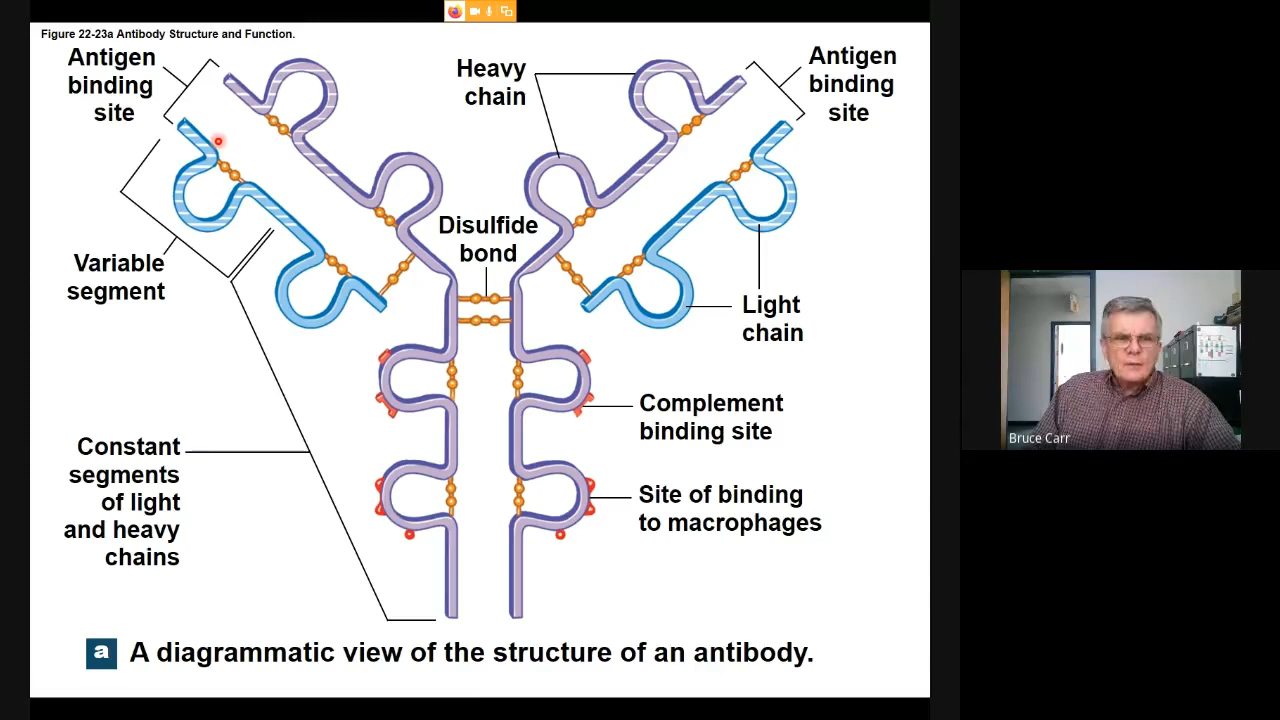 Figure 22-23a Antibody Structure and Function.
Antigen
binding
site
Heavy
chain
Antigen
binding
site
Disulfide
bond
Variable
segment
Light
chain
Complement
binding site
Constant
segments
of light
and heavy
chains
Site of binding
to macrophages
a A diagrammatic view of the structure of an antibody.
Bruce Carr